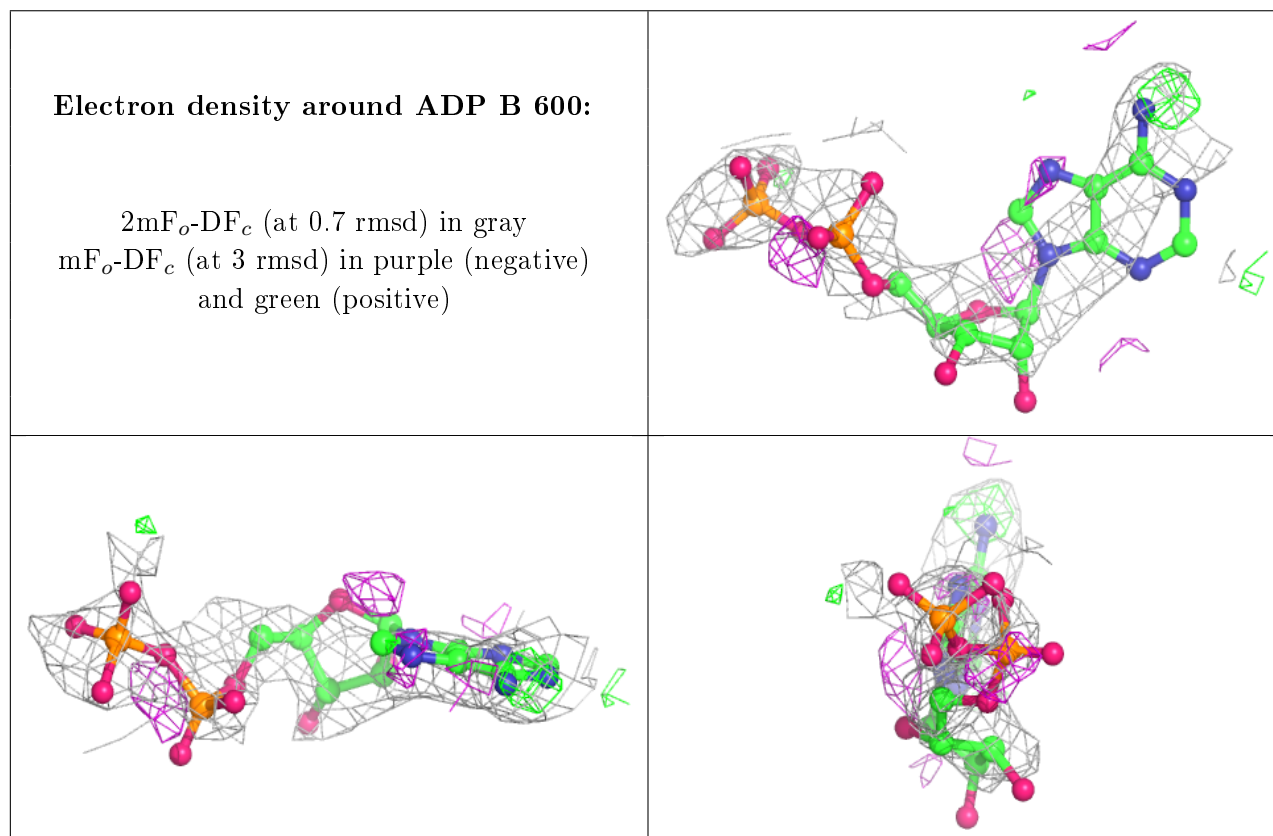 Electron density around ADP B 600:
2mFₒ-DF𝒸 (at 0.7 rmsd) in gray
mFₒ-DF𝒸 (at 3 rmsd) in purple (negative)
and green (positive)